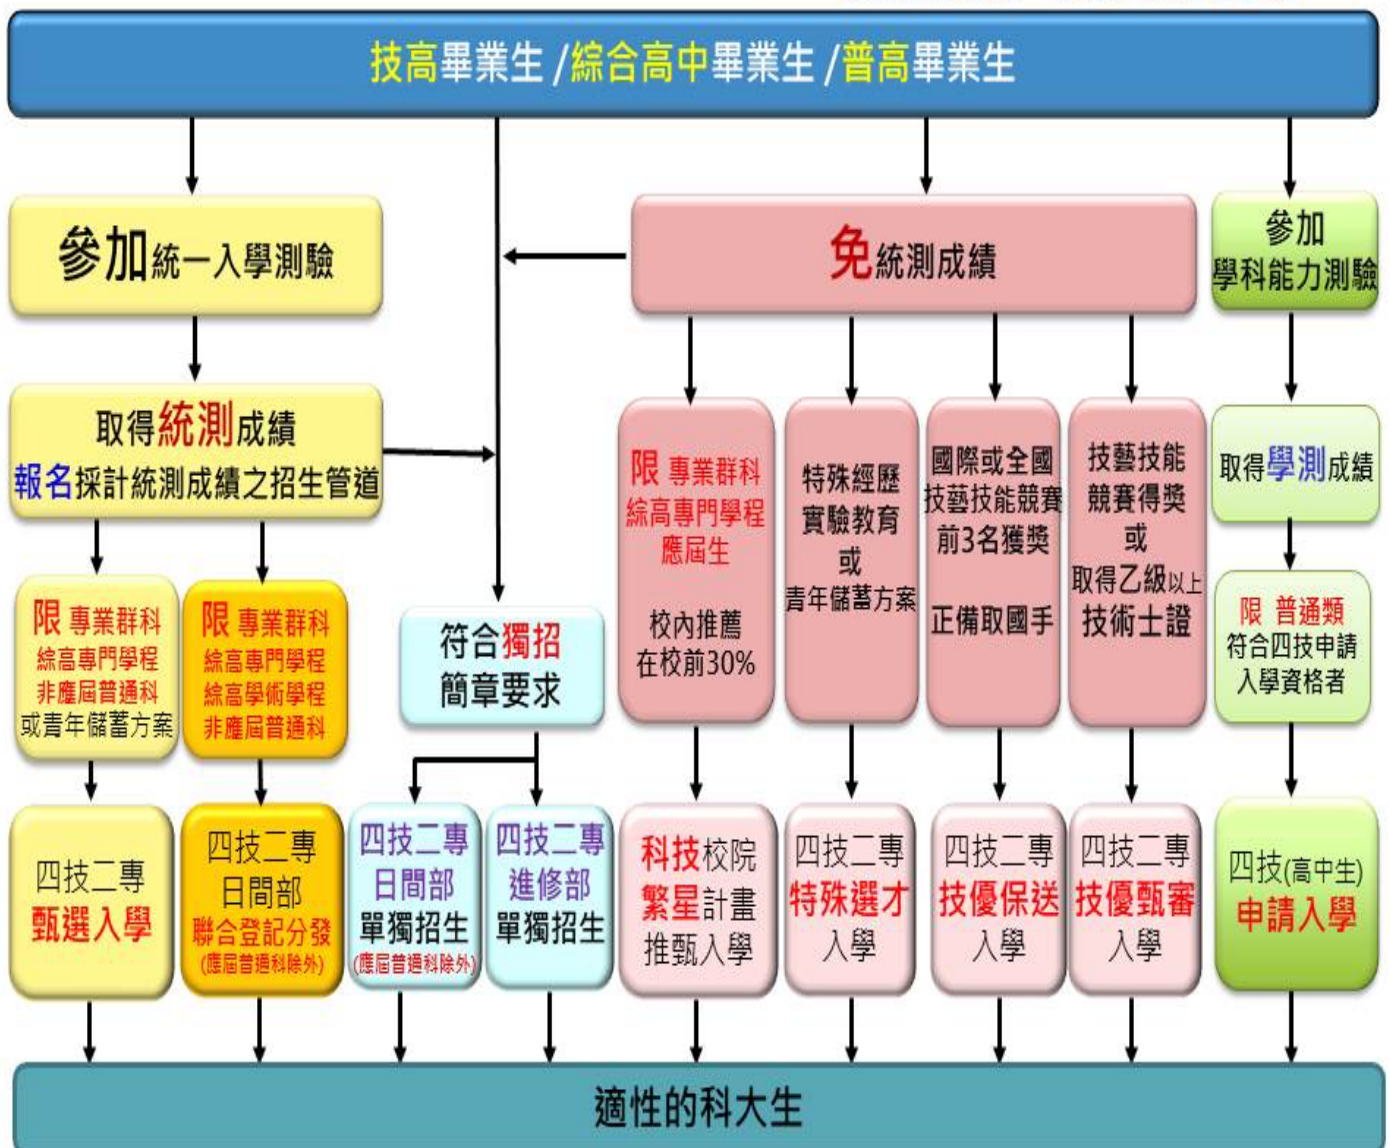 技高畢業生 /綜合高中畢業生 /普高畢業生
參加統一入學測驗
免統測成績
參加
學科能力測驗
取得統測成績
報名採計統測成績之招生管道
限 專業群科
綜高專門學程
應屆生
校內推薦
在校前30%
特殊經歷
實驗教育
或
青年儲蓄方案
國際或全國
技藝技能競賽
前3名獲獎
正備取國手
技藝技能
競賽得獎
或
取得乙級以上
技術士證
取得學測成績
限 專業群科
綜高專門學程
非應屆普通科
或青年儲蓄方案
限 專業群科
綜高專門學程
綜高學術學程
非應屆普通科
符合獨招
簡章要求
限 普通類
符合四技申請
入學資格者
四技二專
甄選入學
四技二專
日間部
聯合登記分發
(應屆普通科除外)
四技二專
日間部
單獨招生
(應屆普通科除外)
四技二專
進修部
單獨招生
科技校院
繁星計畫
推甄入學
四技二專
特殊選才
入學
四技二專
技優保送
入學
四技二專
技優甄審
入學
四技(高中生)
申請入學
適性的科大生